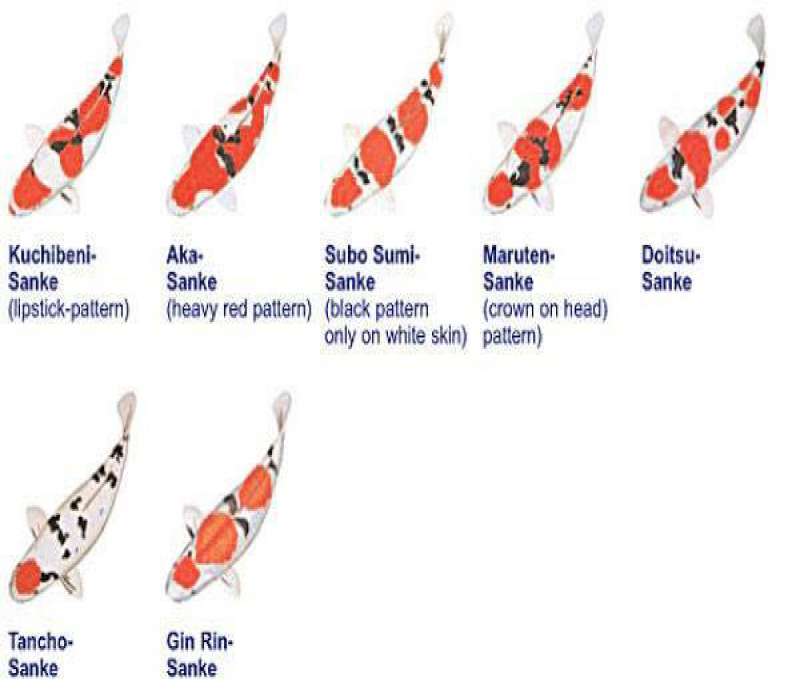 Kuchibeni-
Sanke
(lipstick-pattern)
Aka-
Sanke
(heavy red pattern)
Subo Sumi-
Sanke
(black pattern
only on white skin)
Maruten-
Sanke
(crown on head)
pattern)
Doitsu-
Sanke
Tancho-
Sanke
Gin Rin-
Sanke